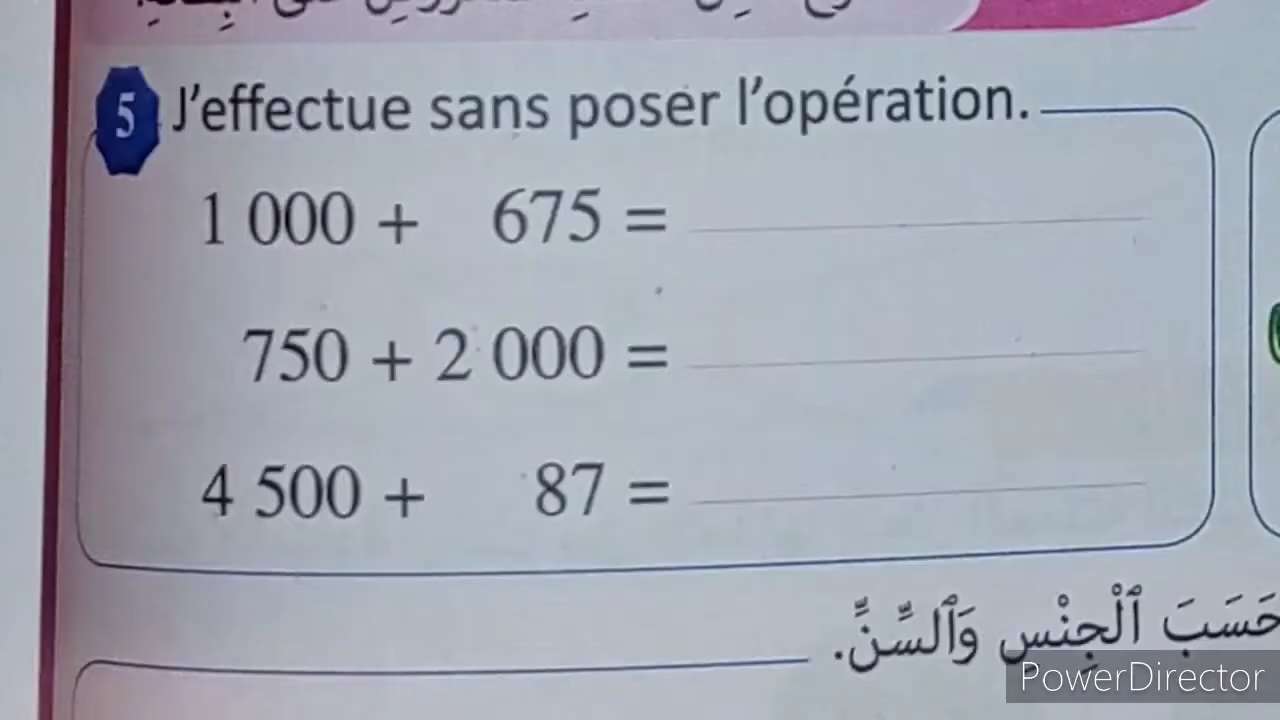 5 J'effectue sans poser l'opération.
1 000 + 675 =
750 + 2 000 =
4 500 + 87 =
حَسَبَ ٱلْجِنْسِ وَٱلسِّنِّ.
PowerDirector